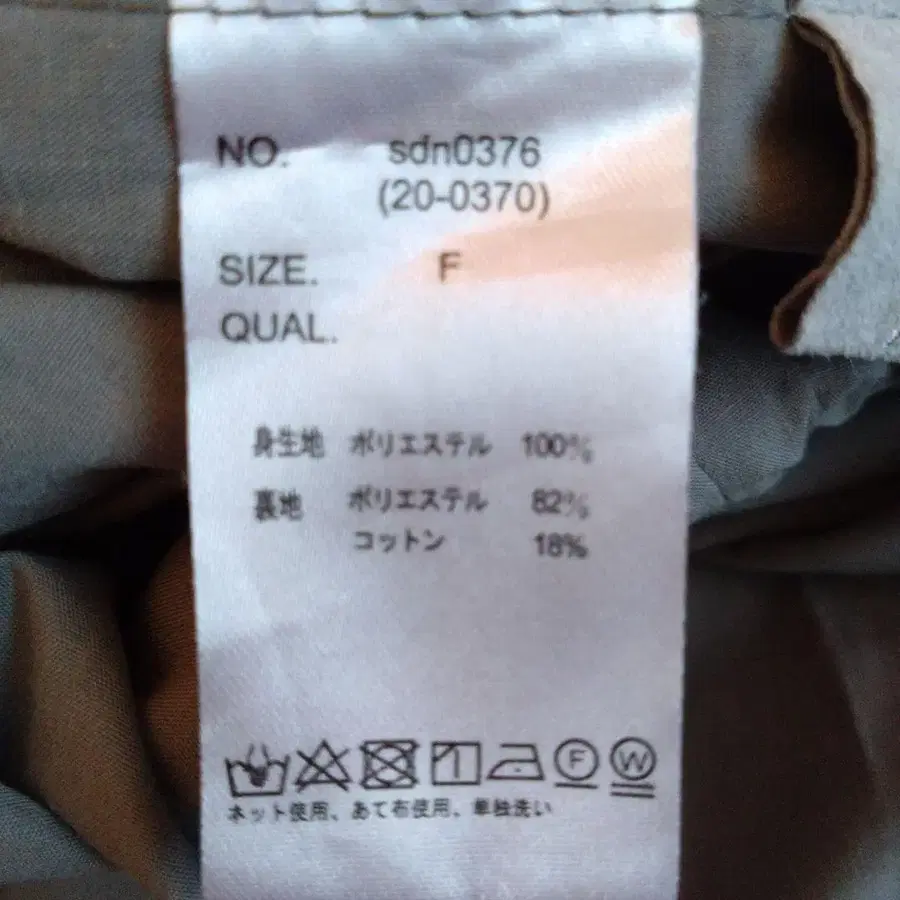 NO. sdn0376
(20-0370)
SIZE. F
QUAL.
身生地 ポリエステル 100%
裏地 ポリエステル 82%
コットン 18%
F W
ネット使用、あて布使用、単独洗い